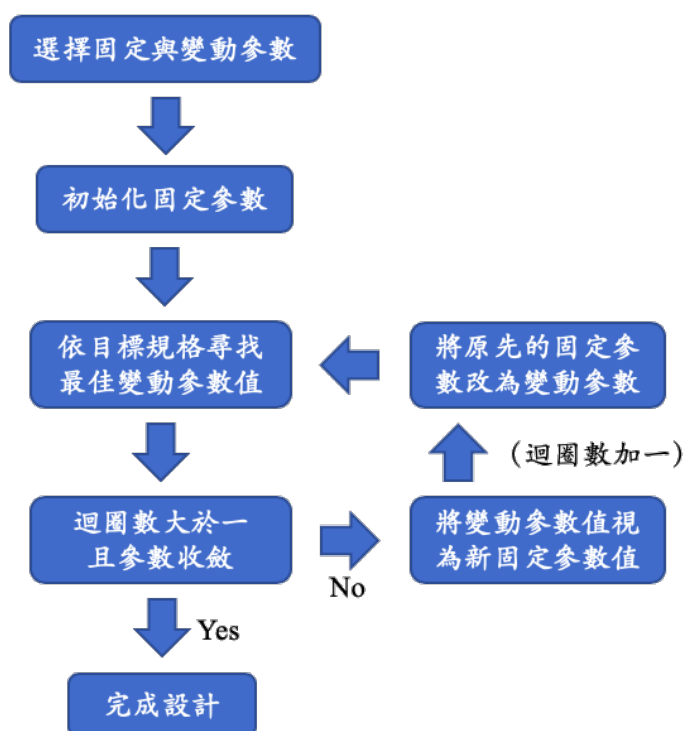 選擇固定與變動參數
初始化固定參數
依目標規格尋找
最佳變動參數值
將原先的固定參
數改為變動參數
(迴圈數加一)
迴圈數大於一
且參數收斂
No
將變動參數值視
為新固定參數值
Yes
完成設計